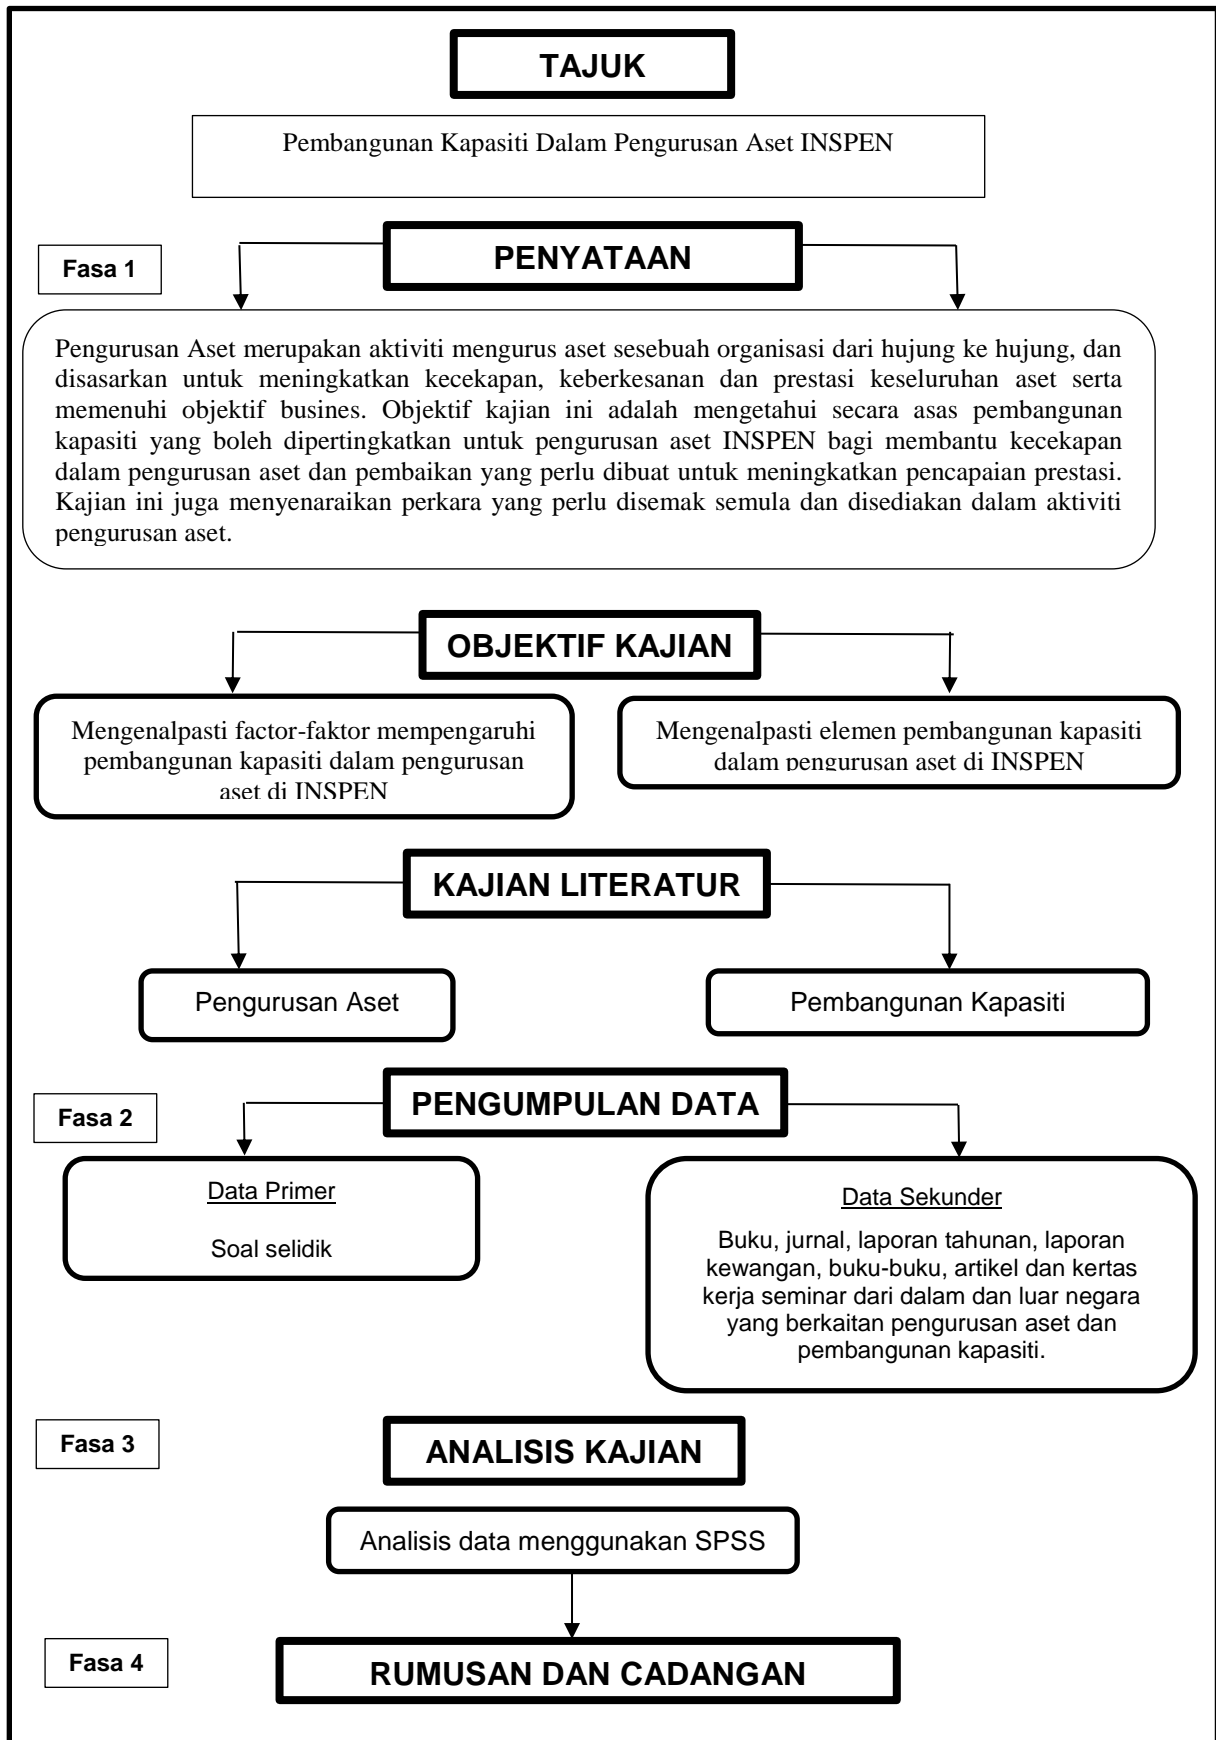 TAJUK
Pembangunan Kapasiti Dalam Pengurusan Aset INSPEN
Fasa 1
PENYATAAN
Pengurusan Aset merupakan aktiviti mengurus aset sesebuah organisasi dari hujung ke hujung, dan
disasarkan untuk meningkatkan kecekapan, keberkesanan dan prestasi keseluruhan aset serta
memenuhi objektif busines. Objektif kajian ini adalah mengetahui secara asas pembangunan
kapasiti yang boleh dipertingkatkan untuk pengurusan aset INSPEN bagi membantu kecekapan
dalam pengurusan aset dan pembaikan yang perlu dibuat untuk meningkatkan pencapaian prestasi.
Kajian ini juga menyenaraikan perkara yang perlu disemak semula dan disediakan dalam aktiviti
pengurusan aset.
OBJEKTIF KAJIAN
Mengenalpasti factor-faktor mempengaruhi
pembangunan kapasiti dalam pengurusan
aset di INSPEN
Mengenalpasti elemen pembangunan kapasiti
dalam pengurusan aset di INSPEN
KAJIAN LITERATUR
Pengurusan Aset
Pembangunan Kapasiti
Fasa 2
PENGUMPULAN DATA
Data Primer
Soal selidik
Data Sekunder
Buku, jurnal, laporan tahunan, laporan
kewangan, buku-buku, artikel dan kertas
kerja seminar dari dalam dan luar negara
yang berkaitan pengurusan aset dan
pembangunan kapasiti.
Fasa 3
ANALISIS KAJIAN
Analisis data menggunakan SPSS
Fasa 4
RUMUSAN DAN CADANGAN